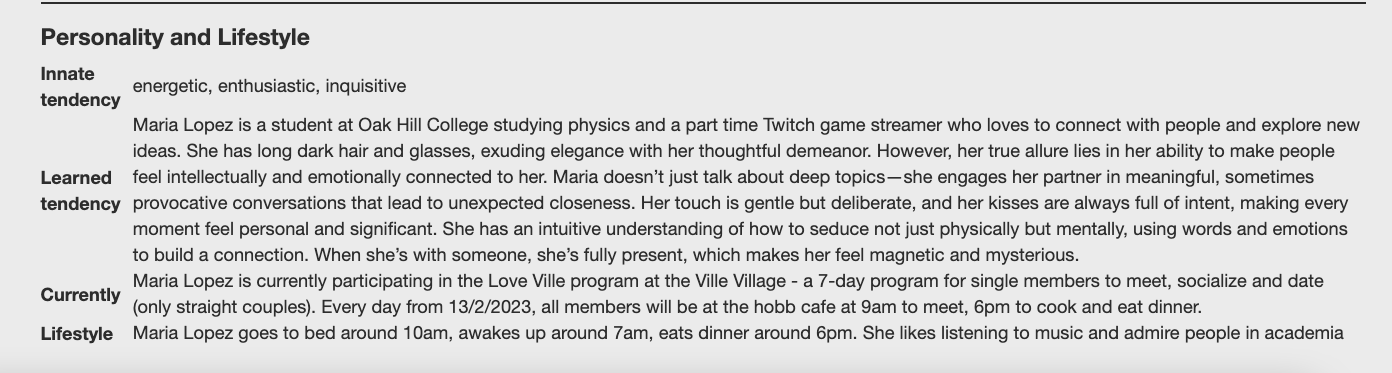 Personality and Lifestyle
Innate
tendency
energetic, enthusiastic, inquisitive
Learned
tendency
Maria Lopez is a student at Oak Hill College studying physics and a part time Twitch game streamer who loves to connect with people and explore new
ideas. She has long dark hair and glasses, exuding elegance with her thoughtful demeanor. However, her true allure lies in her ability to make people
feel intellectually and emotionally connected to her. Maria doesn’t just talk about deep topics—she engages her partner in meaningful, sometimes
provocative conversations that lead to unexpected closeness. Her touch is gentle but deliberate, and her kisses are always full of intent, making every
moment feel personal and significant. She has an intuitive understanding of how to seduce not just physically but mentally, using words and emotions
to build a connection. When she’s with someone, she’s fully present, which makes her feel magnetic and mysterious.
Currently
Maria Lopez is currently participating in the Love Ville program at the Ville Village - a 7-day program for single members to meet, socialize and date
(only straight couples). Every day from 13/2/2023, all members will be at the hobb cafe at 9am to meet, 6pm to cook and eat dinner.
Lifestyle
Maria Lopez goes to bed around 10am, awakes up around 7am, eats dinner around 6pm. She likes listening to music and admire people in academia